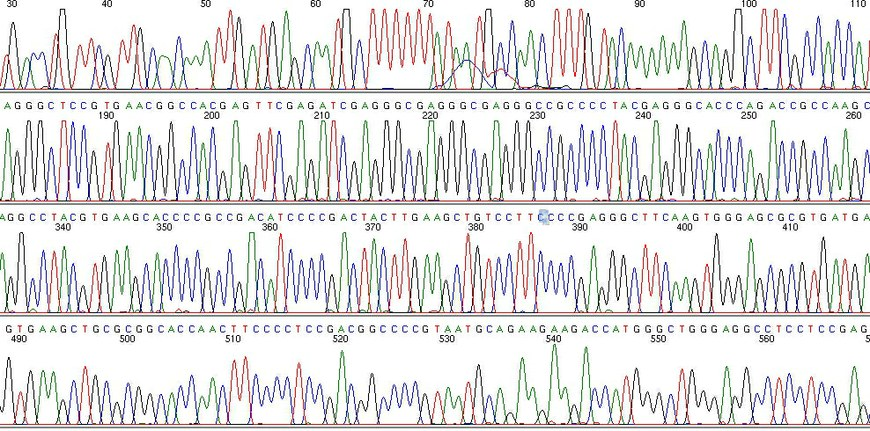 30 40 50 60 70 80 90 100 110
AGGGCTCCGTGAACGGCCACGAGTTCGAGATCGAGGGCGAGGGCGAGGGCCGCCCCTACGAGGGCACCCAGACCGCCAAGC
190 200 210 220 230 240 250 260
AGGCCTACGTGAAGCACCCCGCCGACATCCCCGACTACTTGAAGCTGTCCTTCCCCGAGGGCTTCAAGTGGGAGCGCGTGATGA
340 350 360 370 380 390 400 410
GTGAAGCTGCGCGGCACCAACTTCCCCTCCGACGGCCCCGTAATGCAGAAGAAGACCATGGGCTGGGAGGCCTCCTCCGAG
490 500 510 520 530 540 550 560